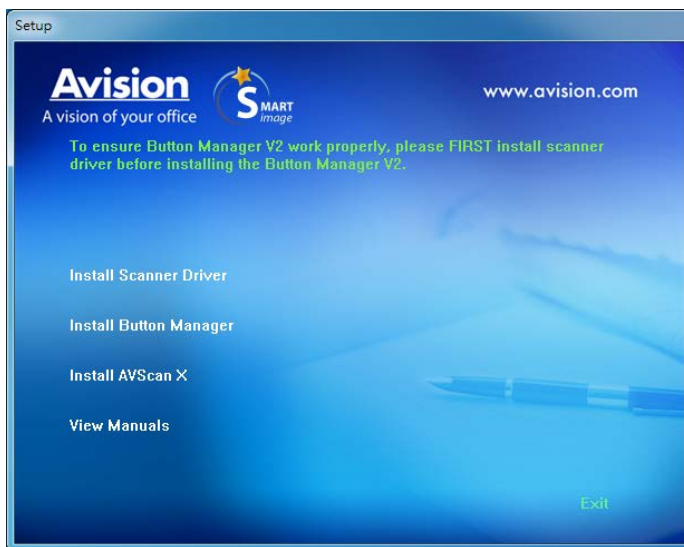 Setup
Avision
A vision of your office
SMART
image
www.avision.com
To ensure Button Manager V2 work properly, please FIRST install scanner
driver before installing the Button Manager V2.
Install Scanner Driver
Install Button Manager
Install AVScan X
View Manuals
Exit